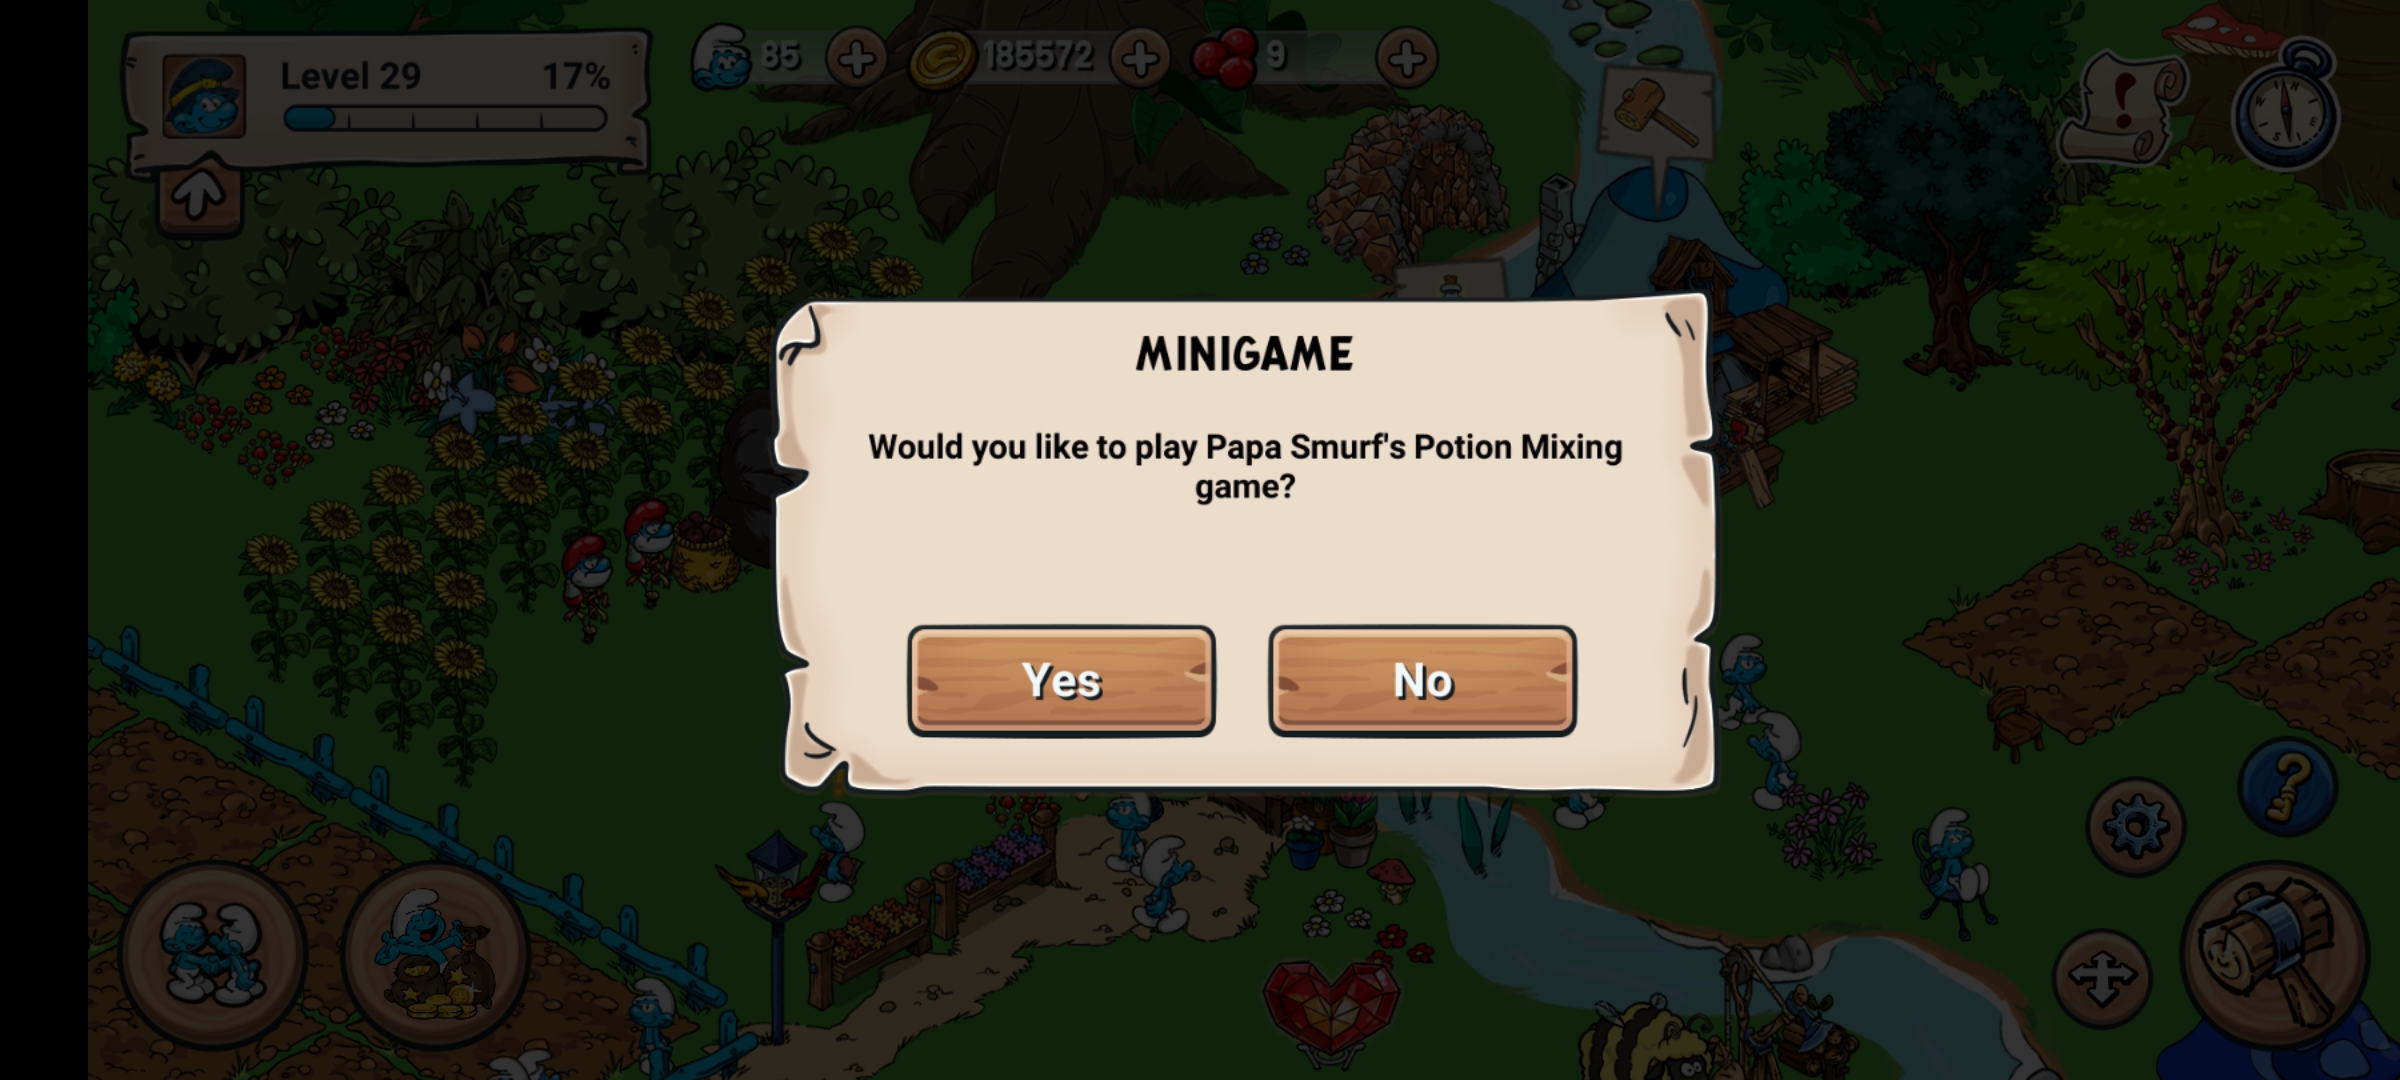 Level 29
17%
85
185572
9
MINIGAME
Would you like to play Papa Smurf's Potion Mixing
game?
Yes
No